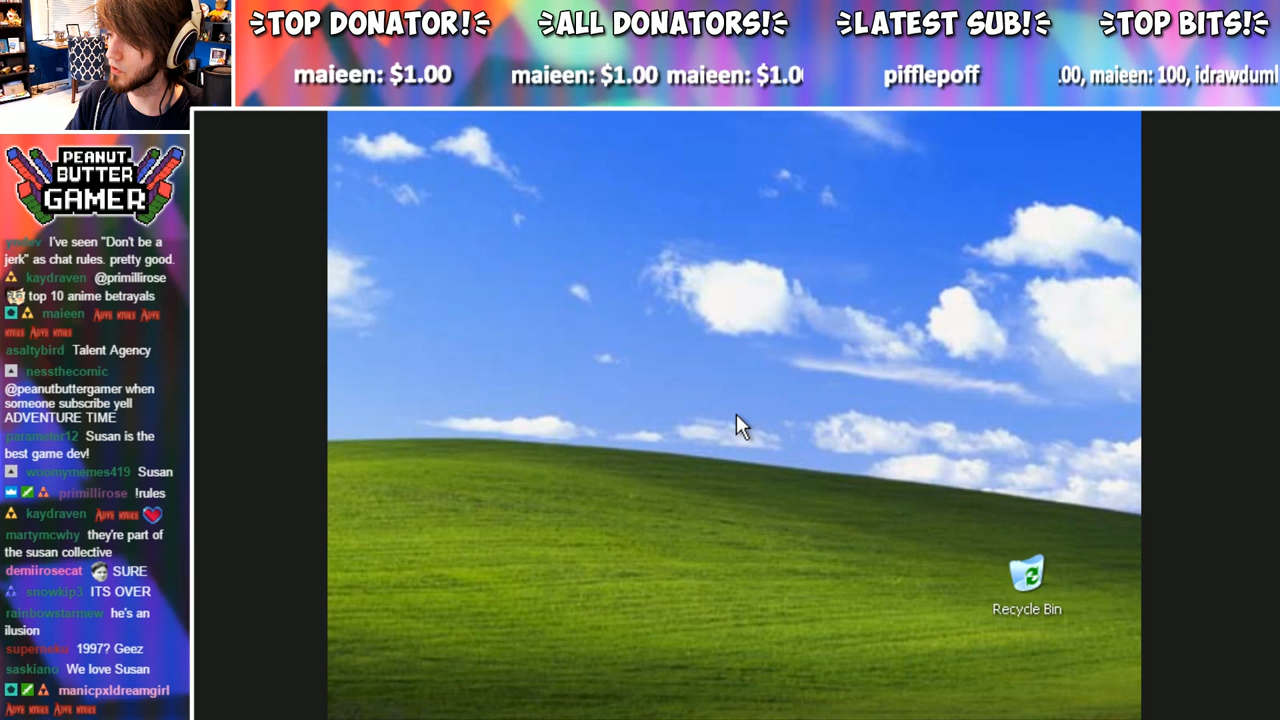 TOP DONATOR!
ALL DONATORS!
LATEST SUB!
TOP BITS!
maieen: $1.00
maieen: $1.00 maieen: $1.0
pifflepoff
.00, maieen: 100, idrawduml
PEANUT
BUTTER
GAMER
I've seen "Don't be a
jerk" as chat rules. pretty good.
kaydraven @primillirose
top 10 anime betrayals
maieen
asaltybird Talent Agency
nessthecomic
@peanutbuttergamer when
someone subscribe yell
ADVENTURE TIME
parameter12 Susan is the
best game dev!
woomymemes419 Susan
primillirose !rules
kaydraven
martymcwhy they're part of
the susan collective
demiirosecat SURE
snowkip3 ITS OVER
rainbowstarmew he's an
ilusion
1997? Geez
saskiano We love Susan
manicpxldreamgirl
Recycle Bin